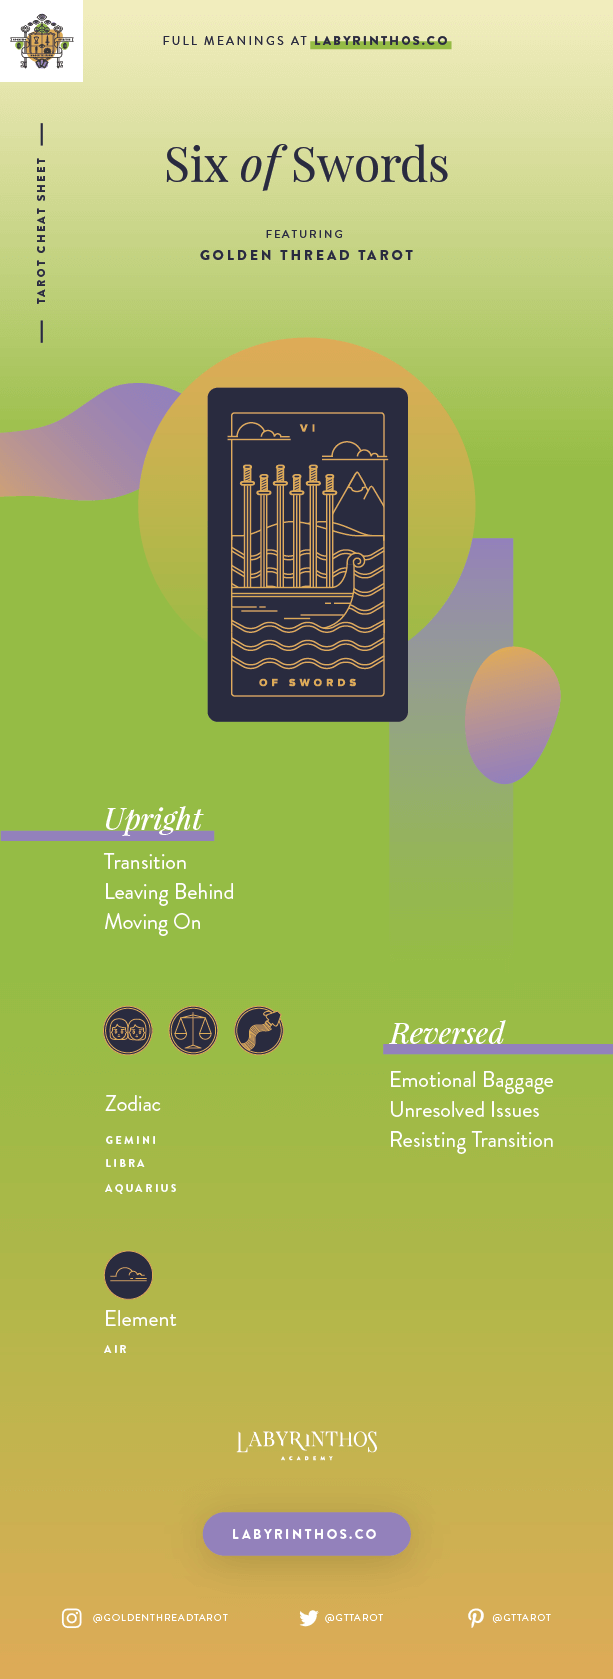 FULL MEANINGS AT LABYRINTHOS.CO
TAROT CHEAT SHEET
Six of Swords
FEATURING
GOLDEN THREAD TAROT
VI
OF SWORDS
Upright
Transition
Leaving Behind
Moving On
Reversed
Emotional Baggage
Unresolved Issues
Resisting Transition
Zodiac
GEMINI
LIBRA
AQUARIUS
Element
AIR
LABYRINTHOS
ACADEMY
LABYRINTHOS.CO
@GOLDENTHREADTAROT
@GTTAROT
@GTTAROT